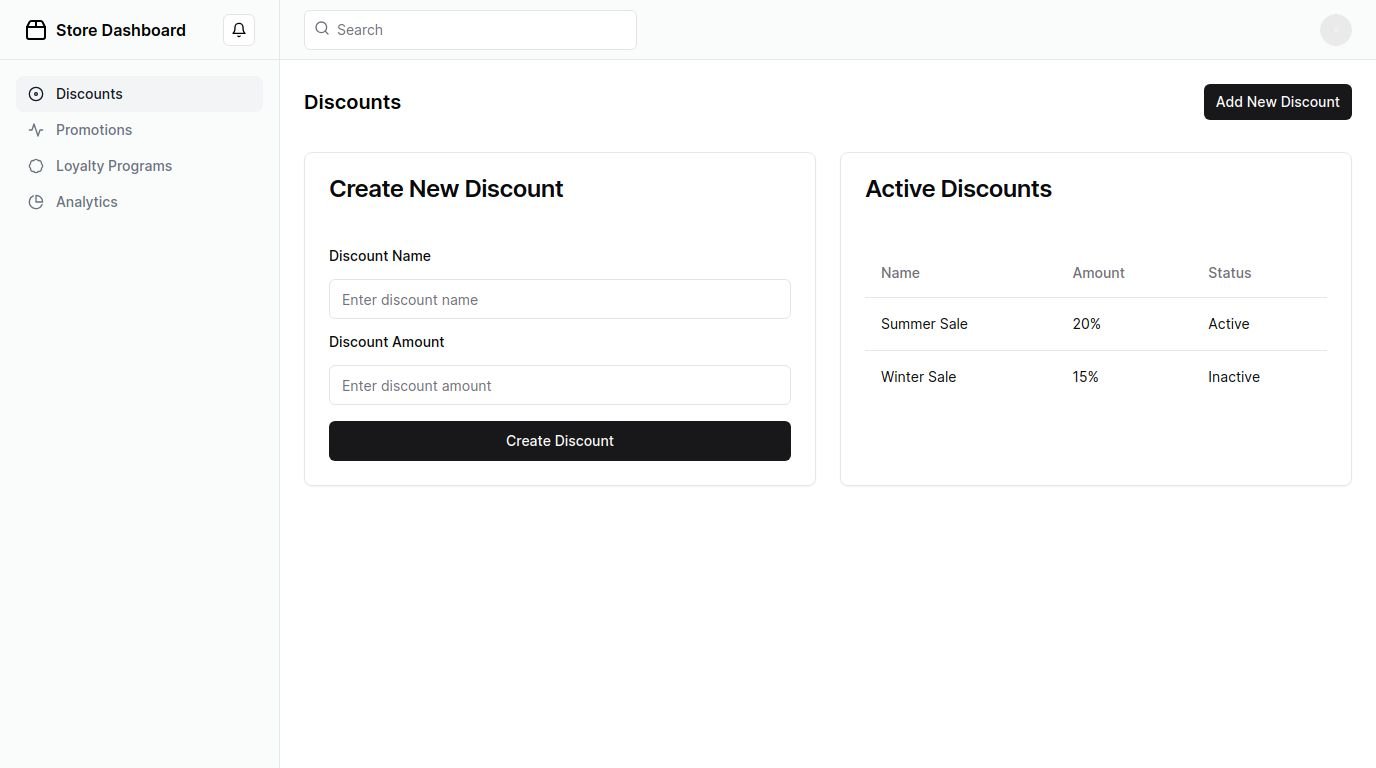 Store Dashboard
Search
Discounts
Promotions
Loyalty Programs
Analytics
Discounts
Add New Discount
Create New Discount
Discount Name
Enter discount name
Discount Amount
Enter discount amount
Create Discount
Active Discounts
Name Amount Status
Summer Sale 20% Active
Winter Sale 15% Inactive